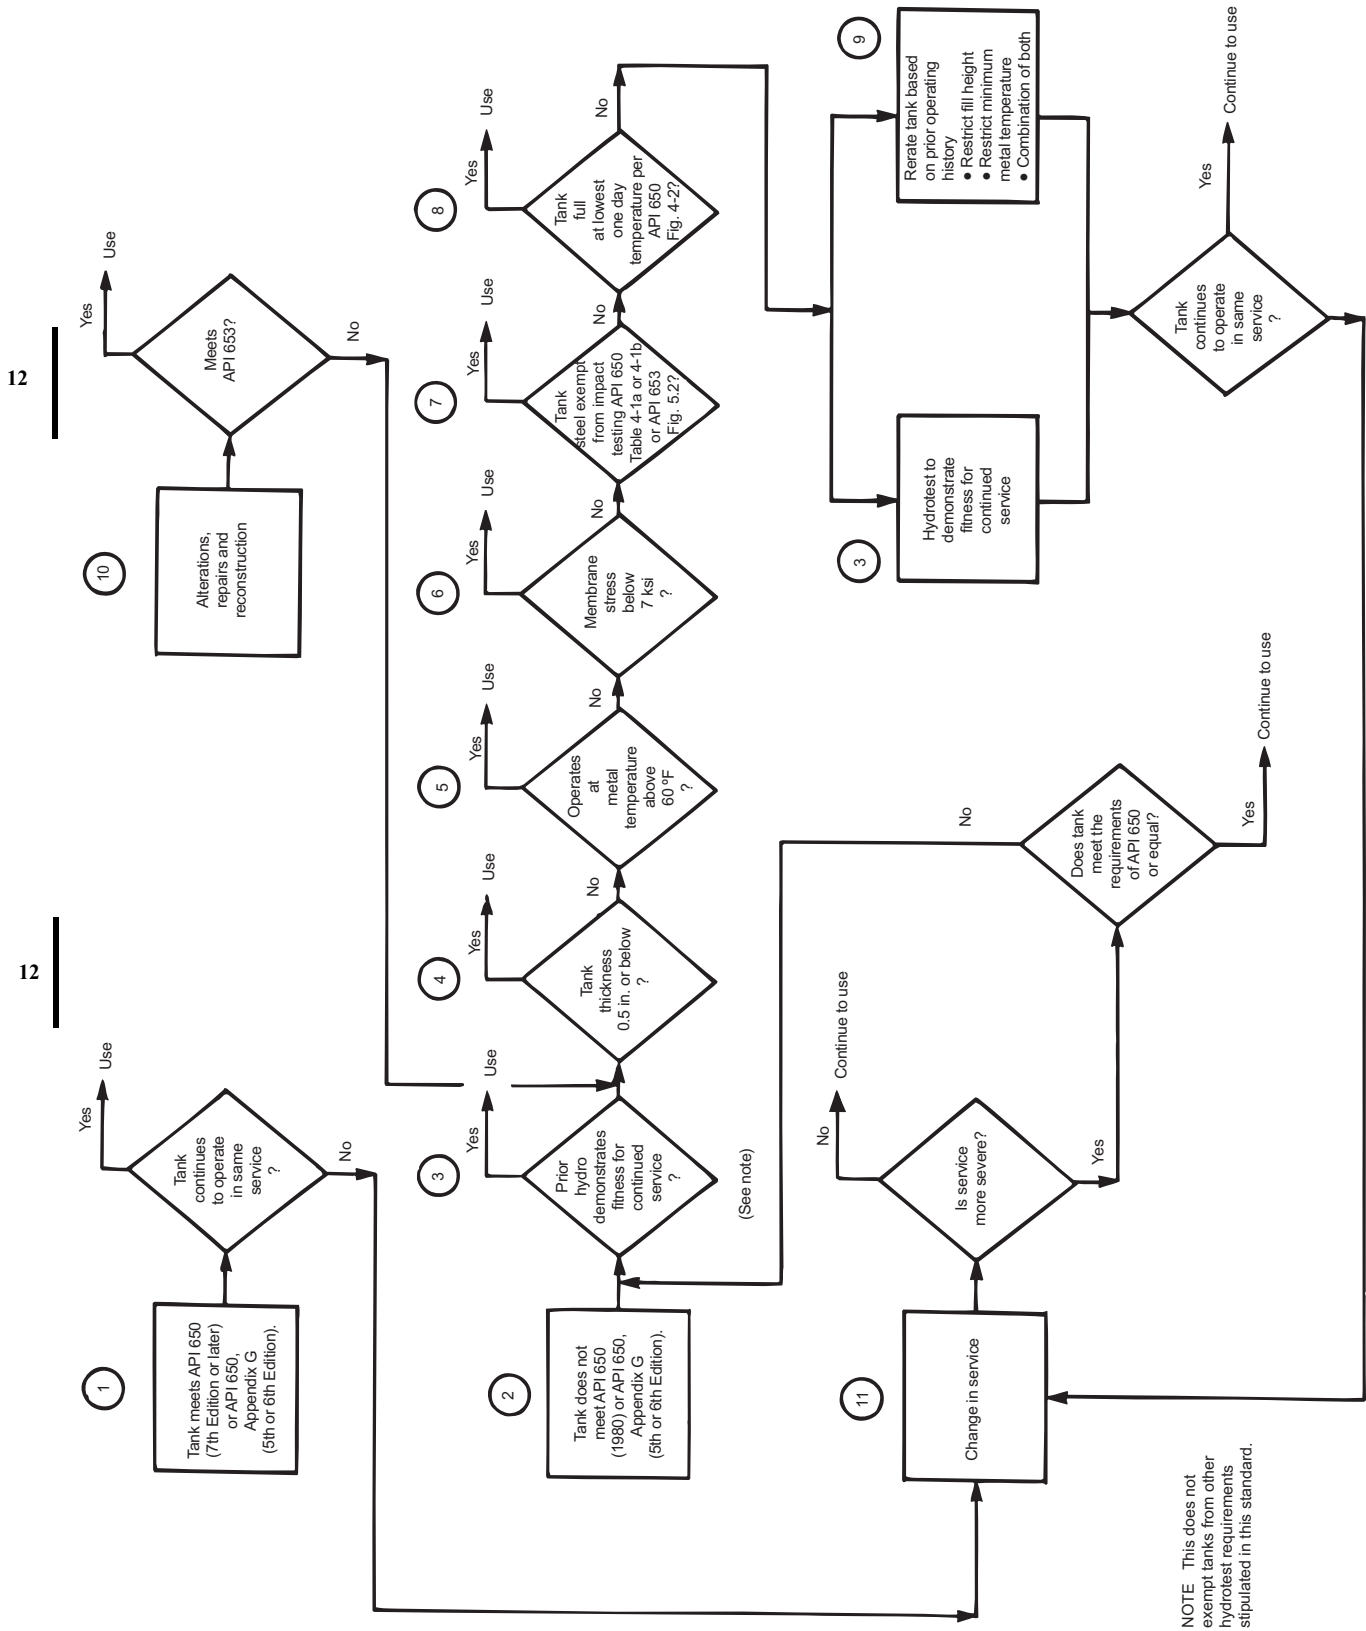 12
12
1
Tank meets API 650
(7th Edition or later)
or API 650,
Appendix G
(5th or 6th Edition).
Tank
continues
to operate
in same
service
?
Yes
Use
No
10
Alterations,
repairs and
reconstruction
Meets
API 653?
Yes
Use
No
2
Tank does not
meet API 650
(1980) or API 650,
Appendix G
(5th or 6th Edition).
3
Prior
hydro
demonstrates
fitness for
continued
service
?
Yes
Use
(See note)
4
Tank
thickness
0.5 in. or below
?
Yes
Use
No
5
Operates
at
metal
temperature
above
60 ºF
?
Yes
Use
No
6
Membrane
stress
below
7 ksi
?
Yes
Use
No
7
Tank
steel exempt
from impact
testing API 650
Table 4-1a or 4-1b
or API 653
Fig. 5.2?
Yes
Use
No
8
Tank
full
at lowest
one day
temperature per
API 650
Fig. 4-2?
Yes
Use
No
3
Hydrotest to
demonstrate
fitness for
continued
service
9
Rerate tank based
on prior operating
history
● Restrict fill height
● Restrict minimum
metal temperature
● Combination of both
Tank
continues
to operate
in same
service
?
Yes
Continue to use
11
Change in service
Is service
more severe?
No
Continue to use
Yes
Does tank
meet the
requirements
of API 650
or equal?
No
Yes
Continue to use
NOTE This does not
exempt tanks from other
hydrotest requirements
stipulated in this standard.